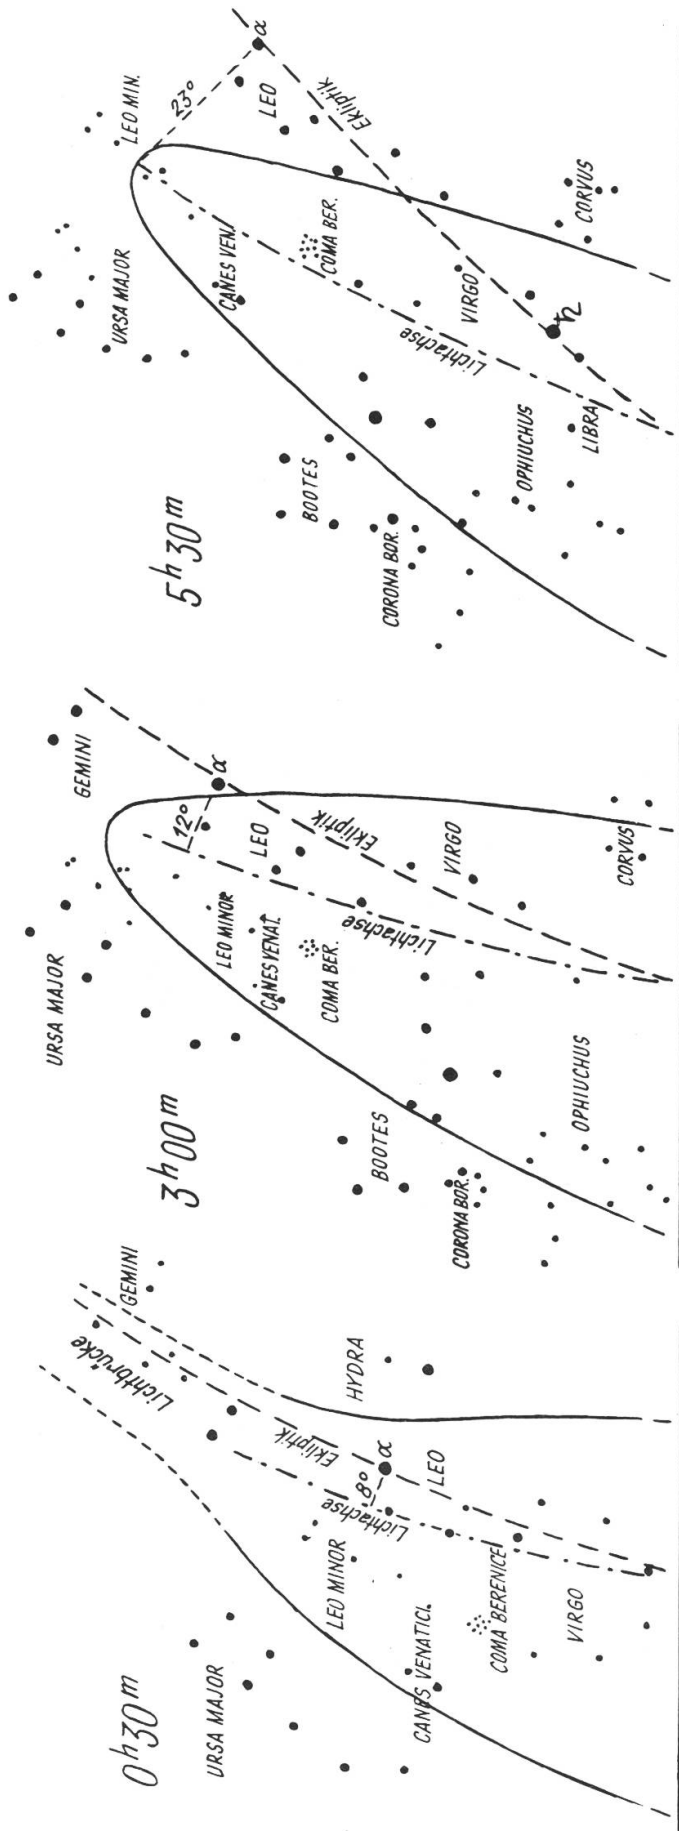 0ʰ30ᵐ
URSA MAJOR
Lichtbrücke
GEMINI
LEO MINOR
Lichtachse
Ekliptik
8°
α
HYDRA
LEO
CANES VENATICI.
COMA BERENICE
VIRGO
3ʰ00ᵐ
URSA MAJOR
GEMINI
12°
α
LEO MINOR
LEO
CANES VENAT.
COMA BER.
Ekliptik
Lichtachse
VIRGO
BOOTES
CORONA BOR.
OPHIUCHUS
CORVUS
5ʰ30ᵐ
URSA MAJOR
LEO MIN.
23°
α
LEO
Ekliptik
CANES VEN.
COMA BER.
BOOTES
Lichtachse
VIRGO
CORONA BOR.
OPHIUCHUS
♄
LIBRA
CORVUS